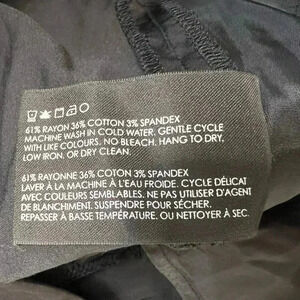 61% RAYON 36% COTTON 3% SPANDEX
MACHINE WASH IN COLD WATER, GENTLE CYCLE
WITH LIKE COLOURS. NO BLEACH. HANG TO DRY.
LOW IRON. OR DRY CLEAN.
61% RAYONNE 36% COTON 3% SPANDEX
LAVER À LA MACHINE À L'EAU FROIDE. CYCLE DÉLICAT
AVEC COULEURS SEMBLABLES. NE PAS UTILISER D'AGENT
DE BLANCHIMENT. SUSPENDRE POUR SÉCHER.
REPASSER À BASSE TEMPÉRATURE. OU NETTOYER À SEC.